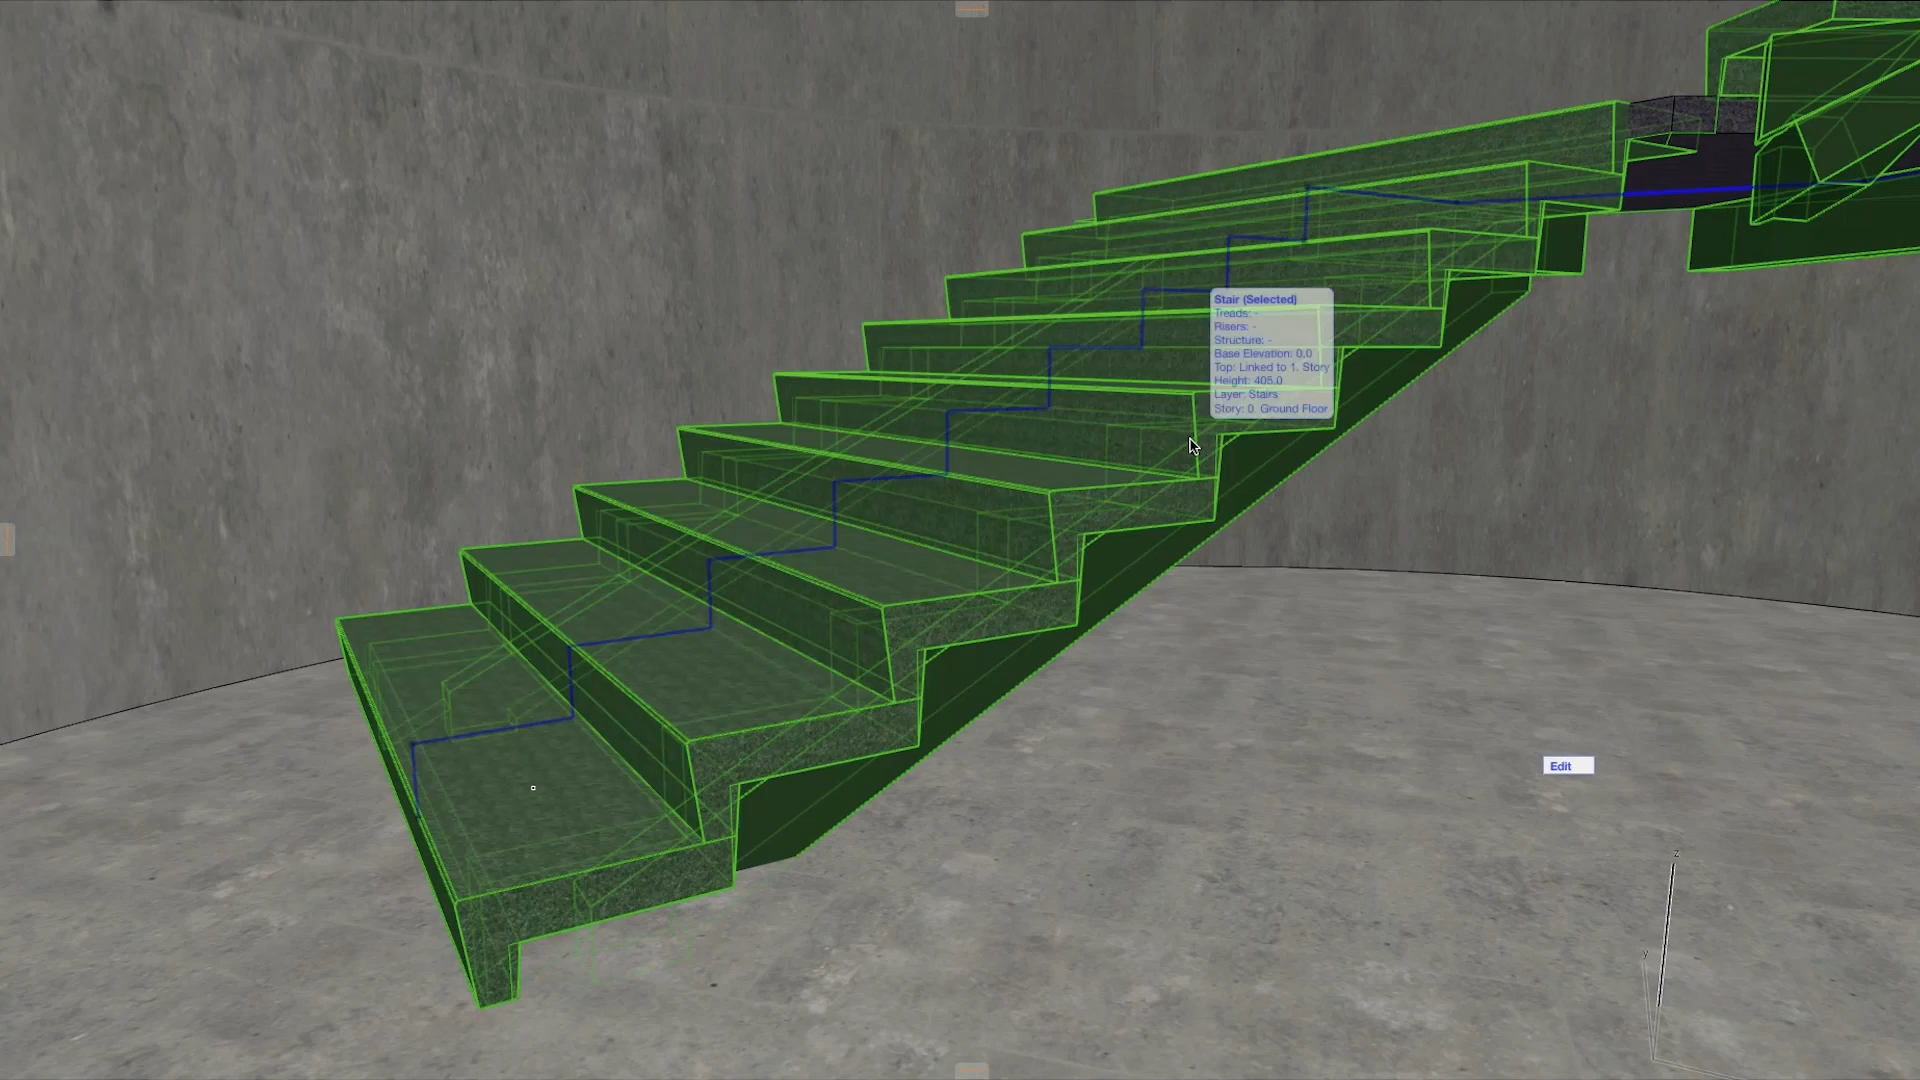 Stair (Selected)
Treads: -
Risers: -
Structure: -
Base Elevation: 0,0
Top: Linked to 1. Story
Height: 405,0
Layer: Stairs
Story: 0. Ground Floor
Edit
z
y